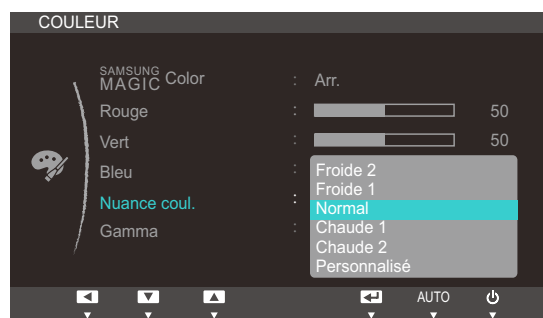 COULEUR
SAMSUNG MAGIC Color : Arr.
Rouge : 50
Vert : 50
Bleu :
Nuance coul. :
Gamma :
Froide 2
Froide 1
Normal
Chaude 1
Chaude 2
Personnalisé
AUTO